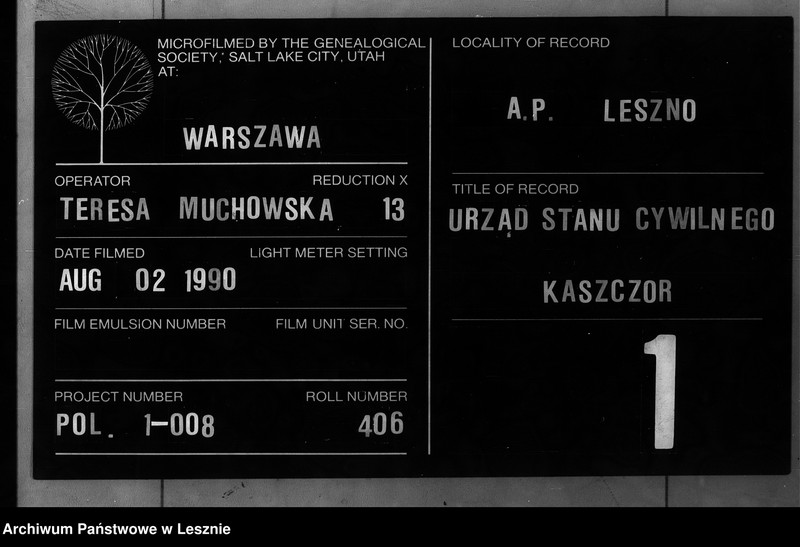 MICROFILMED BY THE GENEALOGICAL
SOCIETY, SALT LAKE CITY, UTAH
AT:
WARSZAWA
OPERATOR REDUCTION X
TERESA MUCHOWSKA 13
DATE FILMED LIGHT METER SETTING
AUG 02 1990
FILM EMULSION NUMBER FILM UNIT SER. NO.
PROJECT NUMBER ROLL NUMBER
POL. 1-008 406
LOCALITY OF RECORD
A.P. LESZNO
TITLE OF RECORD
URZĄD STANU CYWILNEGO
KASZCZOR
1
Archiwum Państwowe w Lesznie